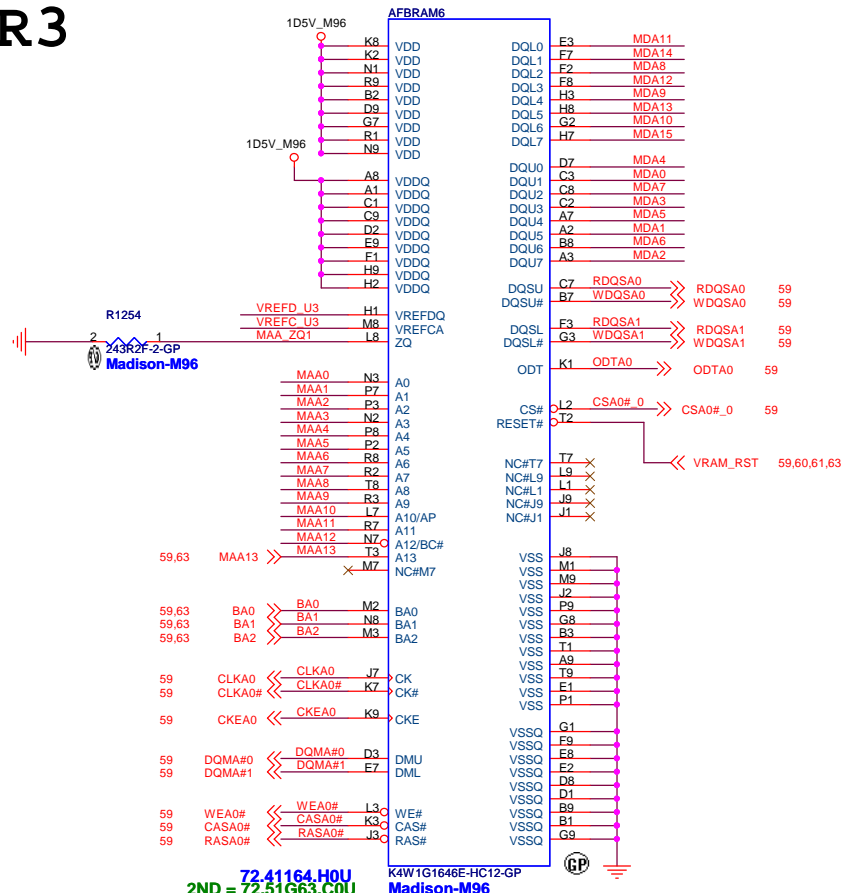 R3
AFBRAM6
1D5V_M96
K8 VDD DQL0 E3 MDA11
K2 VDD DQL1 F7 MDA14
N1 VDD DQL2 F2 MDA8
R9 VDD DQL3 F8 MDA12
B2 VDD DQL4 H3 MDA9
D9 VDD DQL5 H8 MDA13
G7 VDD DQL6 G2 MDA10
R1 VDD DQL7 H7 MDA15
N9 VDD
1D5V_M96
A8 VDDQ DQU0 D7 MDA4
A1 VDDQ DQU1 C3 MDA0
C1 VDDQ DQU2 C8 MDA7
C9 VDDQ DQU3 C2 MDA3
D2 VDDQ DQU4 A7 MDA5
E9 VDDQ DQU5 A2 MDA1
F1 VDDQ DQU6 B8 MDA6
H9 VDDQ DQU7 A3 MDA2
H2 VDDQ
DQSU C7 RDQSA0 RDQSA0 59
DQSU# B7 WDQSA0 WDQSA0 59
R1254
VREFD_U3 H1 VREFDQ
VREFC_U3 M8 VREFCA DQSL F3 RDQSA1 RDQSA1 59
2 1 MAA_ZQ1 L8 ZQ DQSL# G3 WDQSA1 WDQSA1 59
243R2F-2-GP
Madison-M96
ODT K1 ODTA0 ODTA0 59
MAA0 N3 A0
MAA1 P7 A1
MAA2 P3 A2 CS# L2 CSA0#_0 CSA0#_0 59
MAA3 N2 A3 RESET# T2
MAA4 P8 A4
MAA5 P2 A5
MAA6 R8 A6 NC#T7 T7 VRAM_RST 59,60,61,63
MAA7 R2 A7 NC#L9 L9
MAA8 T8 A8 NC#L1 L1
MAA9 R3 A9 NC#J9 J9
MAA10 L7 A10/AP NC#J1 J1
MAA11 R7 A11
MAA12 N7 A12/BC#
59,63 MAA13 MAA13 T3 A13 VSS J8
M7 NC#M7 VSS M1
VSS M9
VSS J2
59,63 BA0 BA0 M2 BA0 VSS P9
59,63 BA1 BA1 N8 BA1 VSS G8
59,63 BA2 BA2 M3 BA2 VSS B3
VSS T1
VSS A9
59 CLKA0 CLKA0 J7 CK VSS T9
59 CLKA0# CLKA0# K7 CK# VSS E1
VSS P1
59 CKEA0 CKEA0 K9 CKE
VSSQ G1
VSSQ F9
59 DQMA#0 DQMA#0 D3 DMU VSSQ E8
59 DQMA#1 DQMA#1 E7 DML VSSQ E2
VSSQ D8
VSSQ D1
59 WEA0# WEA0# L3 WE# VSSQ B9
59 CASA0# CASA0# K3 CAS# VSSQ B1
59 RASA0# RASA0# J3 RAS# VSSQ G9
GP
72.41164.H0U K4W1G1646E-HC12-GP
2ND = 72.51G63.C0U Madison-M96